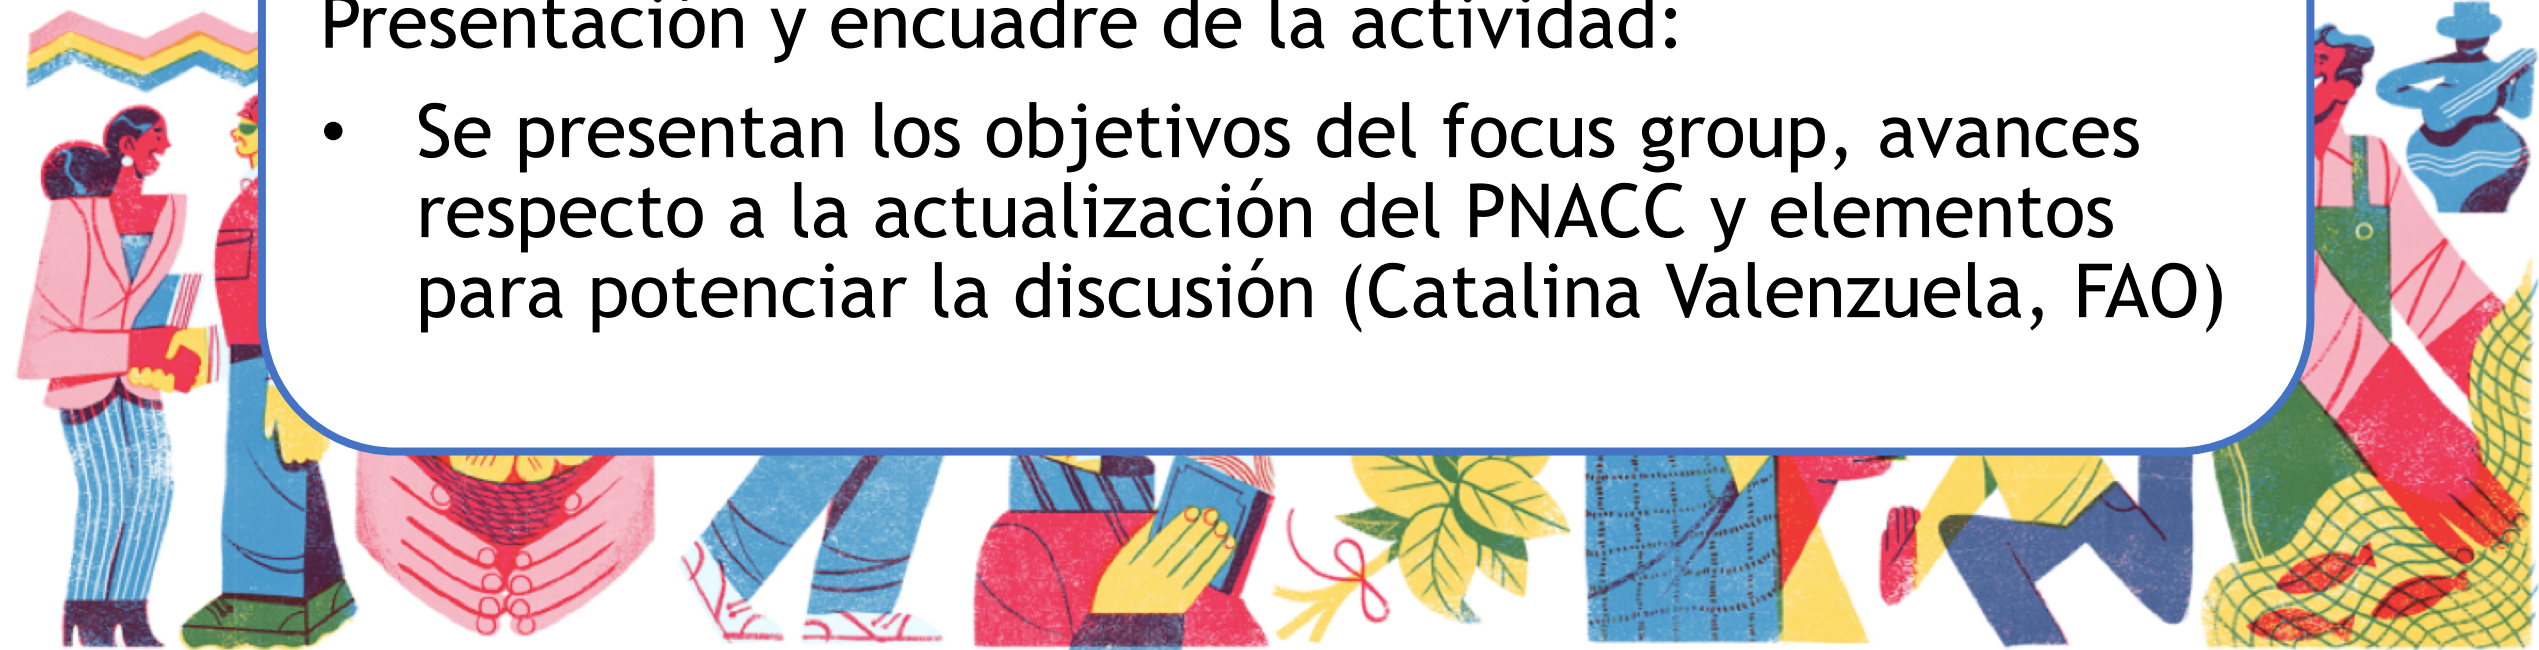 Presentación y encuadre de la actividad:
• Se presentan los objetivos del focus group, avances
respecto a la actualización del PNACC y elementos
para potenciar la discusión (Catalina Valenzuela, FAO)